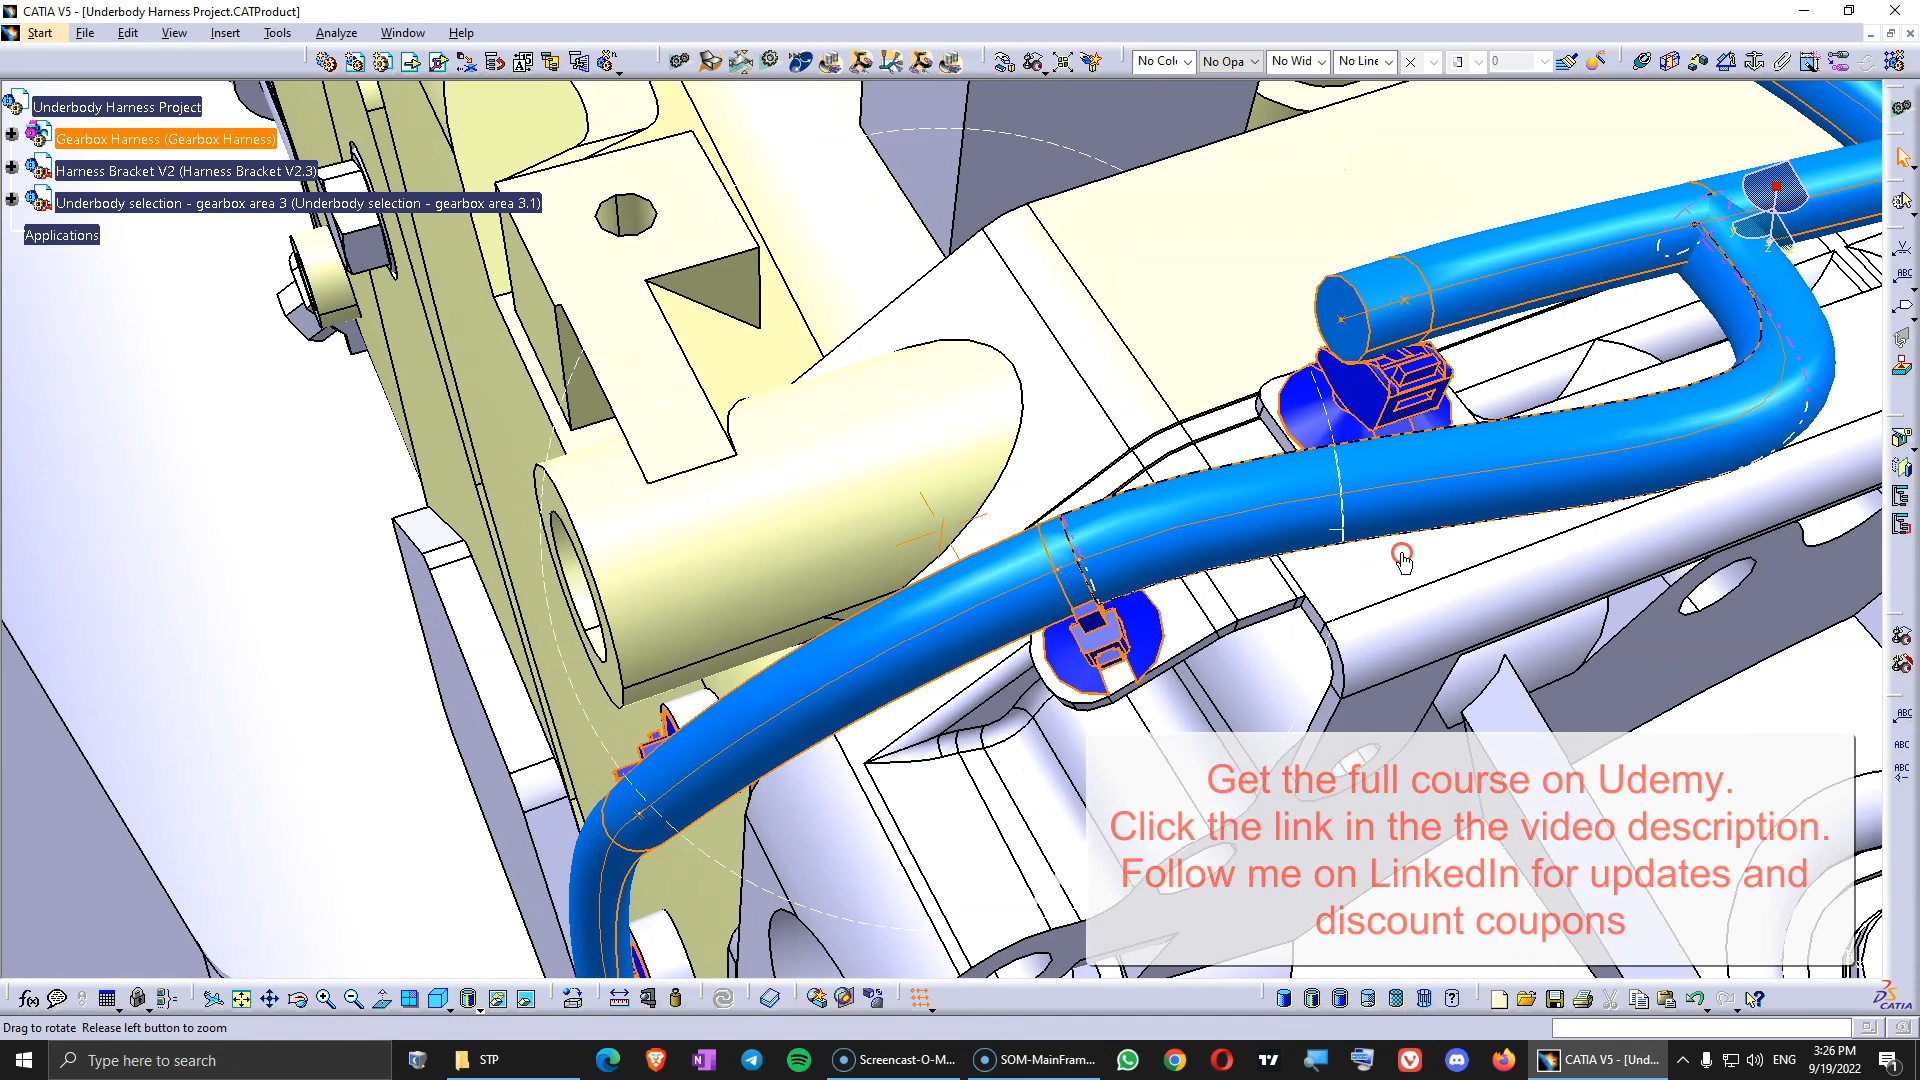 CATIA V5 - [Underbody Harness Project.CATProduct]
Start File Edit View Insert Tools Analyze Window Help
No Col No Opa No Wid No Line 0
Underbody Harness Project
Gearbox Harness (Gearbox Harness)
Harness Bracket V2 (Harness Bracket V2.3)
Underbody selection - gearbox area 3 (Underbody selection - gearbox area 3.1)
Applications
Get the full course on Udemy.
Click the link in the the video description.
Follow me on LinkedIn for updates and
discount coupons
Drag to rotate Release left button to zoom
CATIA
Type here to search
STP
Screencast-O-M...
SOM-MainFram...
CATIA V5 - [Und...
ENG
3:26 PM
9/19/2022